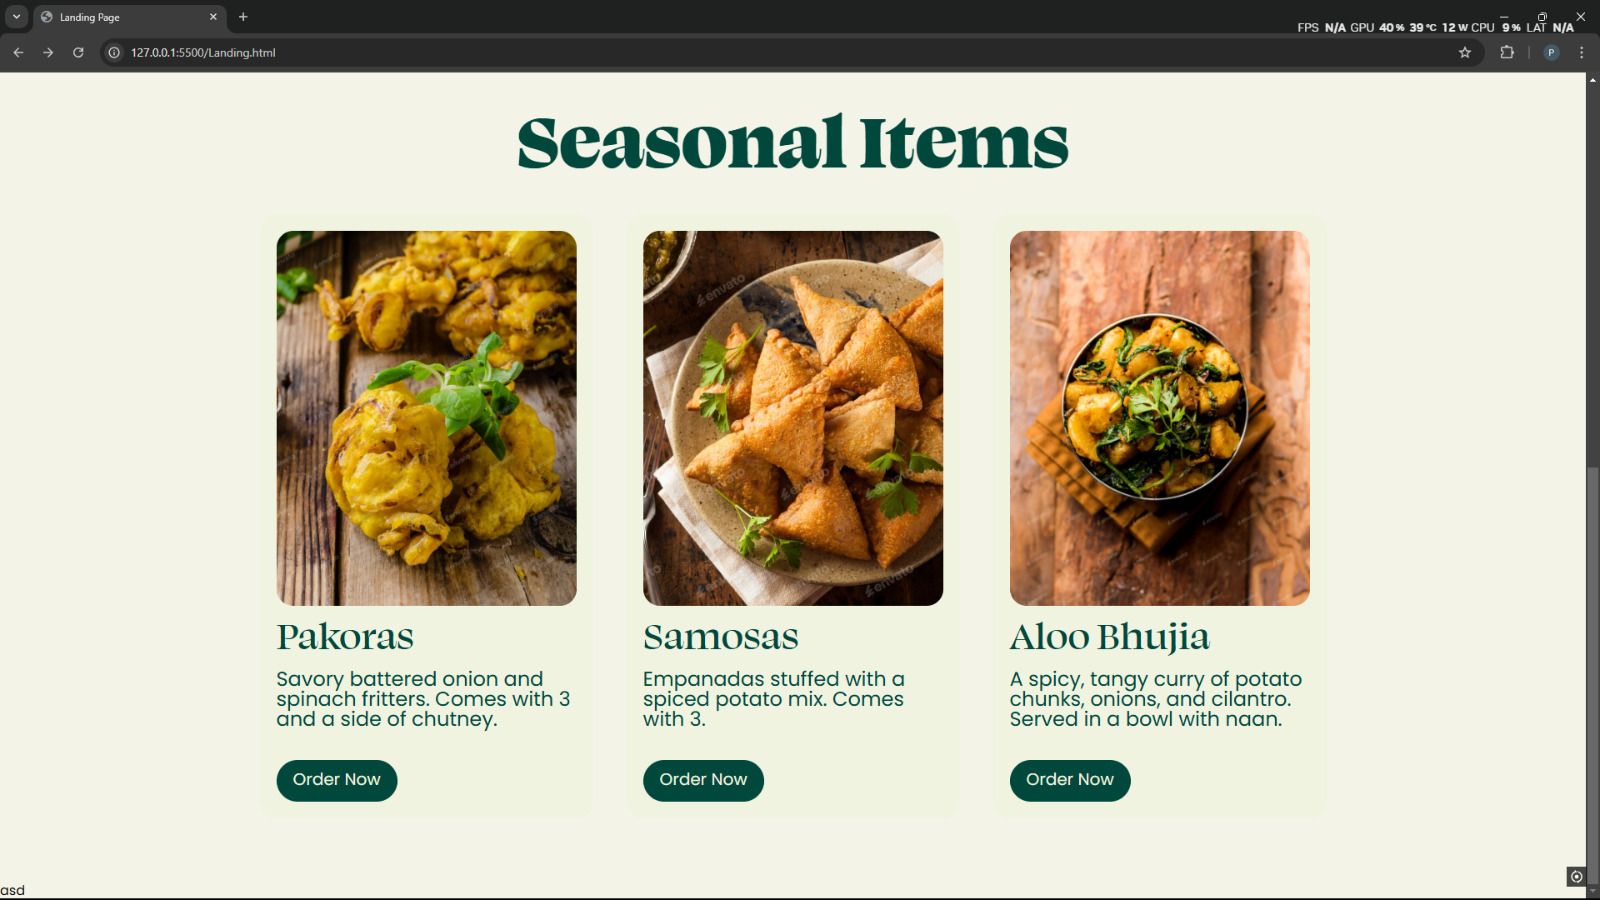 Landing Page
FPS N/A GPU 40% 39°C 12W CPU 9% LAT N/A
127.0.0.1:5500/Landing.html
P
Seasonal Items
envato
envato
Pakoras
Savory battered onion and
spinach fritters. Comes with 3
and a side of chutney.
Order Now
Samosas
Empanadas stuffed with a
spiced potato mix. Comes
with 3.
Order Now
Aloo Bhujia
A spicy, tangy curry of potato
chunks, onions, and cilantro.
Served in a bowl with naan.
Order Now
asd